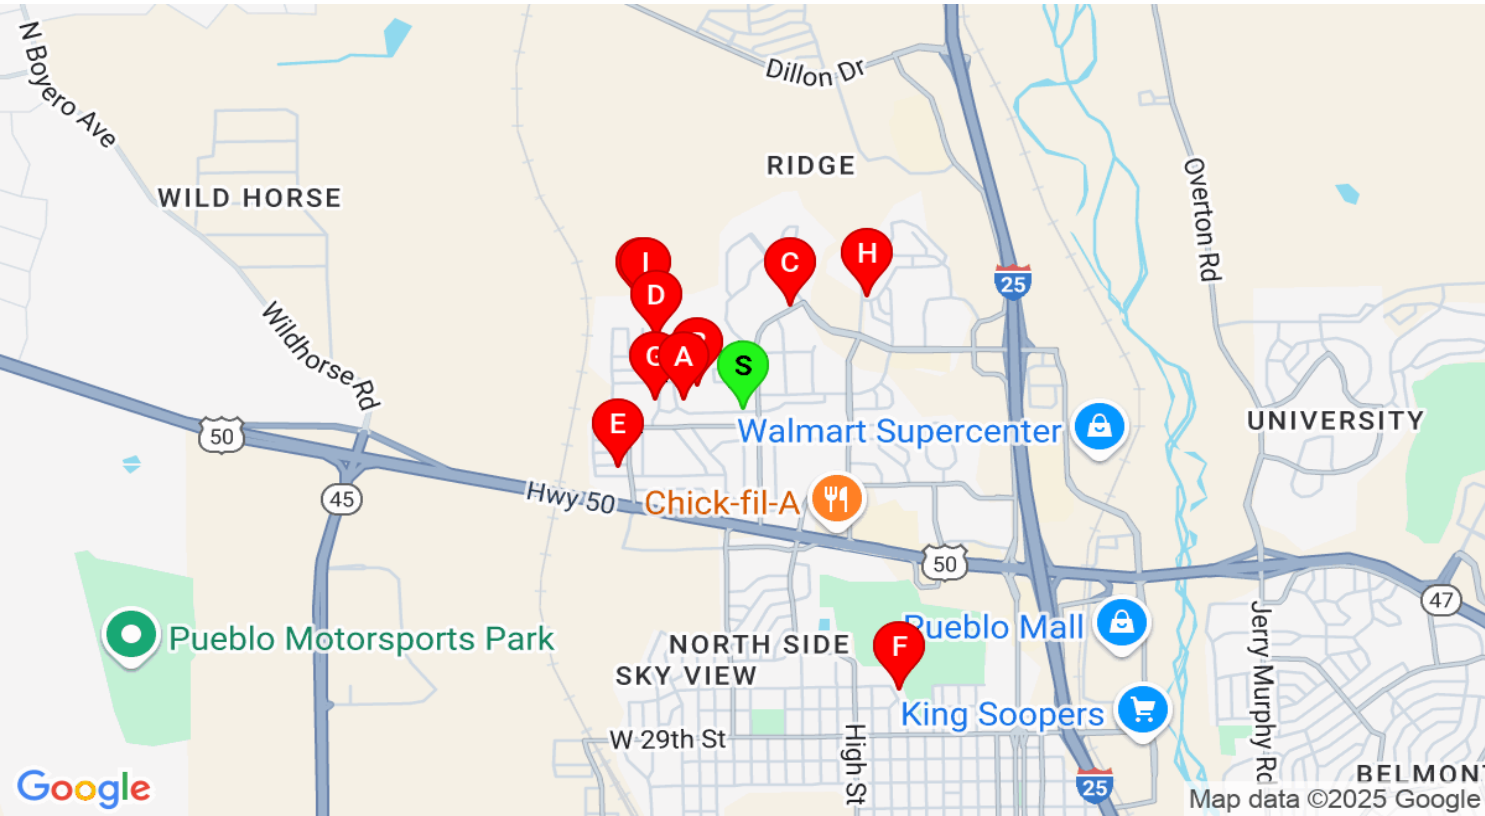 N Boyero Ave
Dillon Dr
RIDGE
WILD HORSE
Overton Rd
I
C
H
D
25
G
A
S
Wildhorse Rd
E
50
Walmart Supercenter
UNIVERSITY
45
Hwy 50
Chick-fil-A
50
47
Pueblo Motorsports Park
NORTH SIDE
F
Pueblo Mall
SKY VIEW
Jerry Murphy Rd
W 29th St
High St
King Soopers
25
BELMONT
Google
Map data ©2025 Google